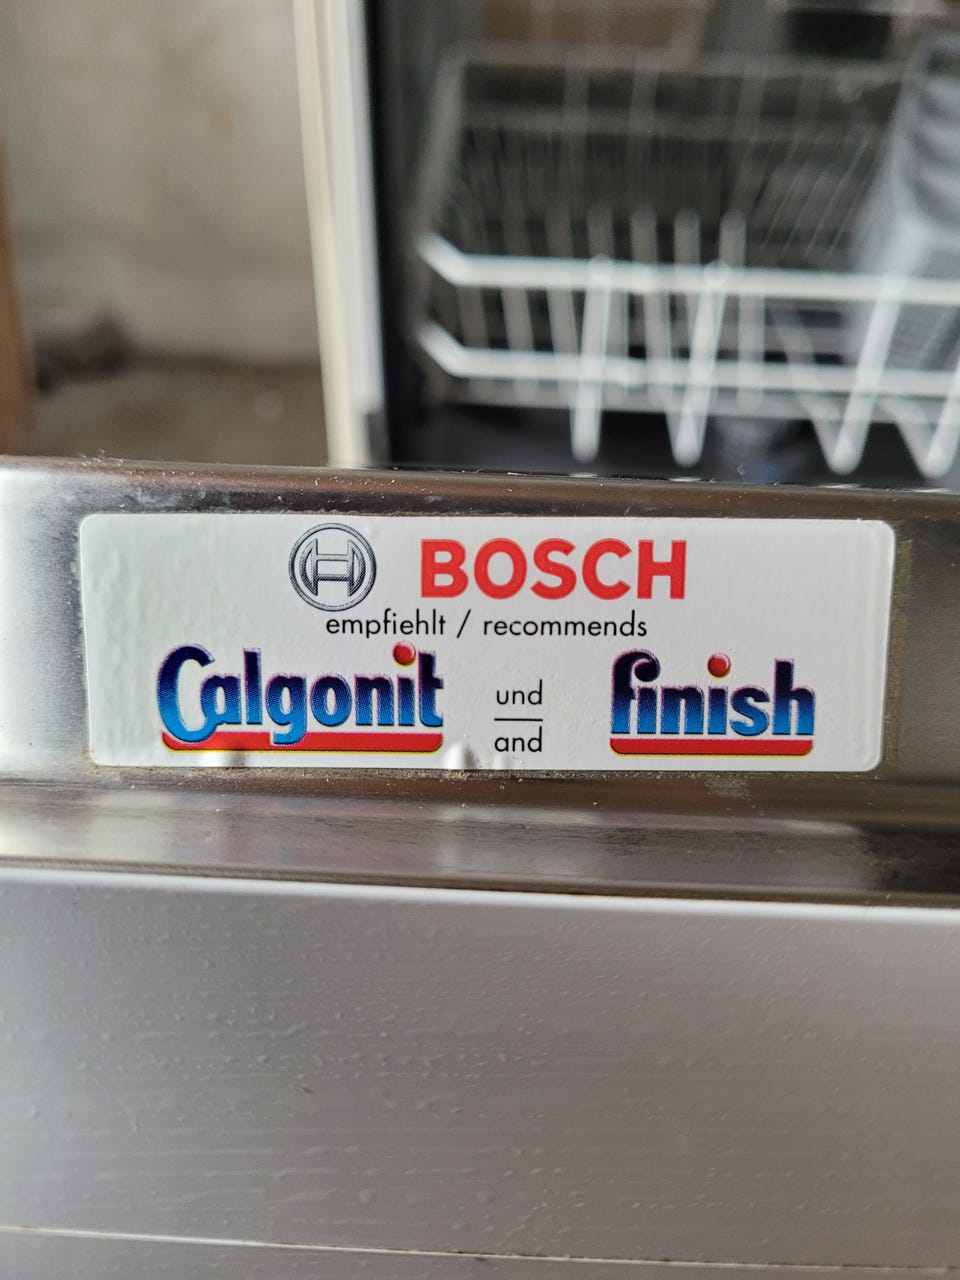 BOSCH
empfiehlt / recommends
Calgonit und finish
and